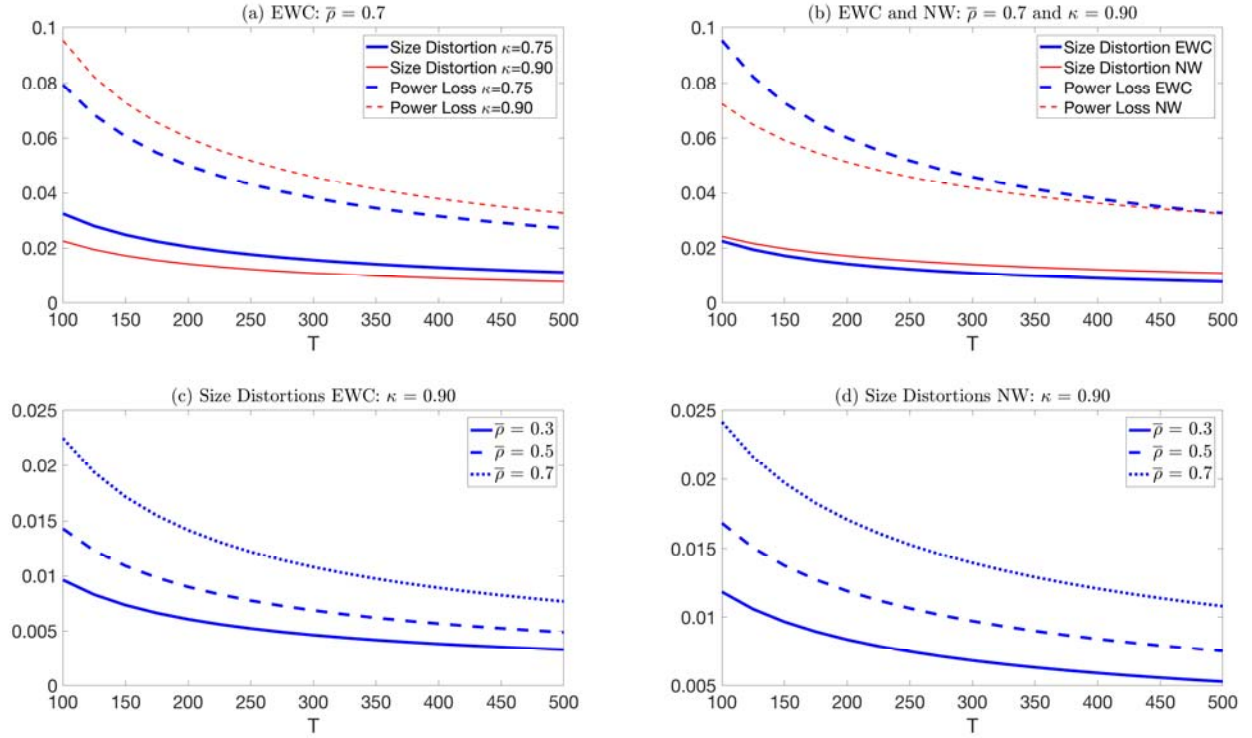 (a) EWC: ρ̄ = 0.7
0.1
0.08
0.06
0.04
0.02
0
Size Distortion κ=0.75
Size Distortion κ=0.90
Power Loss κ=0.75
Power Loss κ=0.90
100 150 200 250 300 350 400 450 500
T
(b) EWC and NW: ρ̄ = 0.7 and κ = 0.90
0.1
0.08
0.06
0.04
0.02
0
Size Distortion EWC
Size Distortion NW
Power Loss EWC
Power Loss NW
100 150 200 250 300 350 400 450 500
T
(c) Size Distortions EWC: κ = 0.90
0.025
0.02
0.015
0.01
0.005
0
ρ̄ = 0.3
ρ̄ = 0.5
ρ̄ = 0.7
100 150 200 250 300 350 400 450 500
T
(d) Size Distortions NW: κ = 0.90
0.025
0.02
0.015
0.01
0.005
ρ̄ = 0.3
ρ̄ = 0.5
ρ̄ = 0.7
100 150 200 250 300 350 400 450 500
T